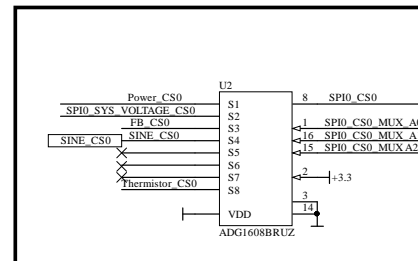 U2
Power_CS0 S1 8 SPI0_CS0
SPI0_SYS_VOLTAGE_CS0 S2
FB_CS0 S3 1 SPI0_CS0_MUX_A0
SINE_CS0 SINE_CS0 S4 16 SPI0_CS0_MUX_A
S5 15 SPI0_CS0_MUX A2
S6
S7 2 +3.3
Thermistor_CS0 S8
3
VDD 14
ADG1608BRUZ